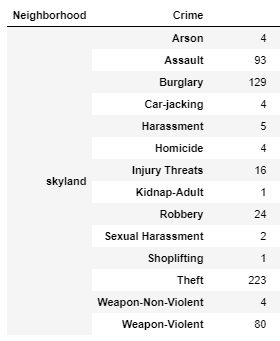 Neighborhood Crime
Arson 4
Assault 93
Burglary 129
Car-jacking 4
Harassment 5
Homicide 4
Injury Threats 16
skyland
Kidnap-Adult 1
Robbery 24
Sexual Harassment 2
Shoplifting 1
Theft 223
Weapon-Non-Violent 4
Weapon-Violent 80